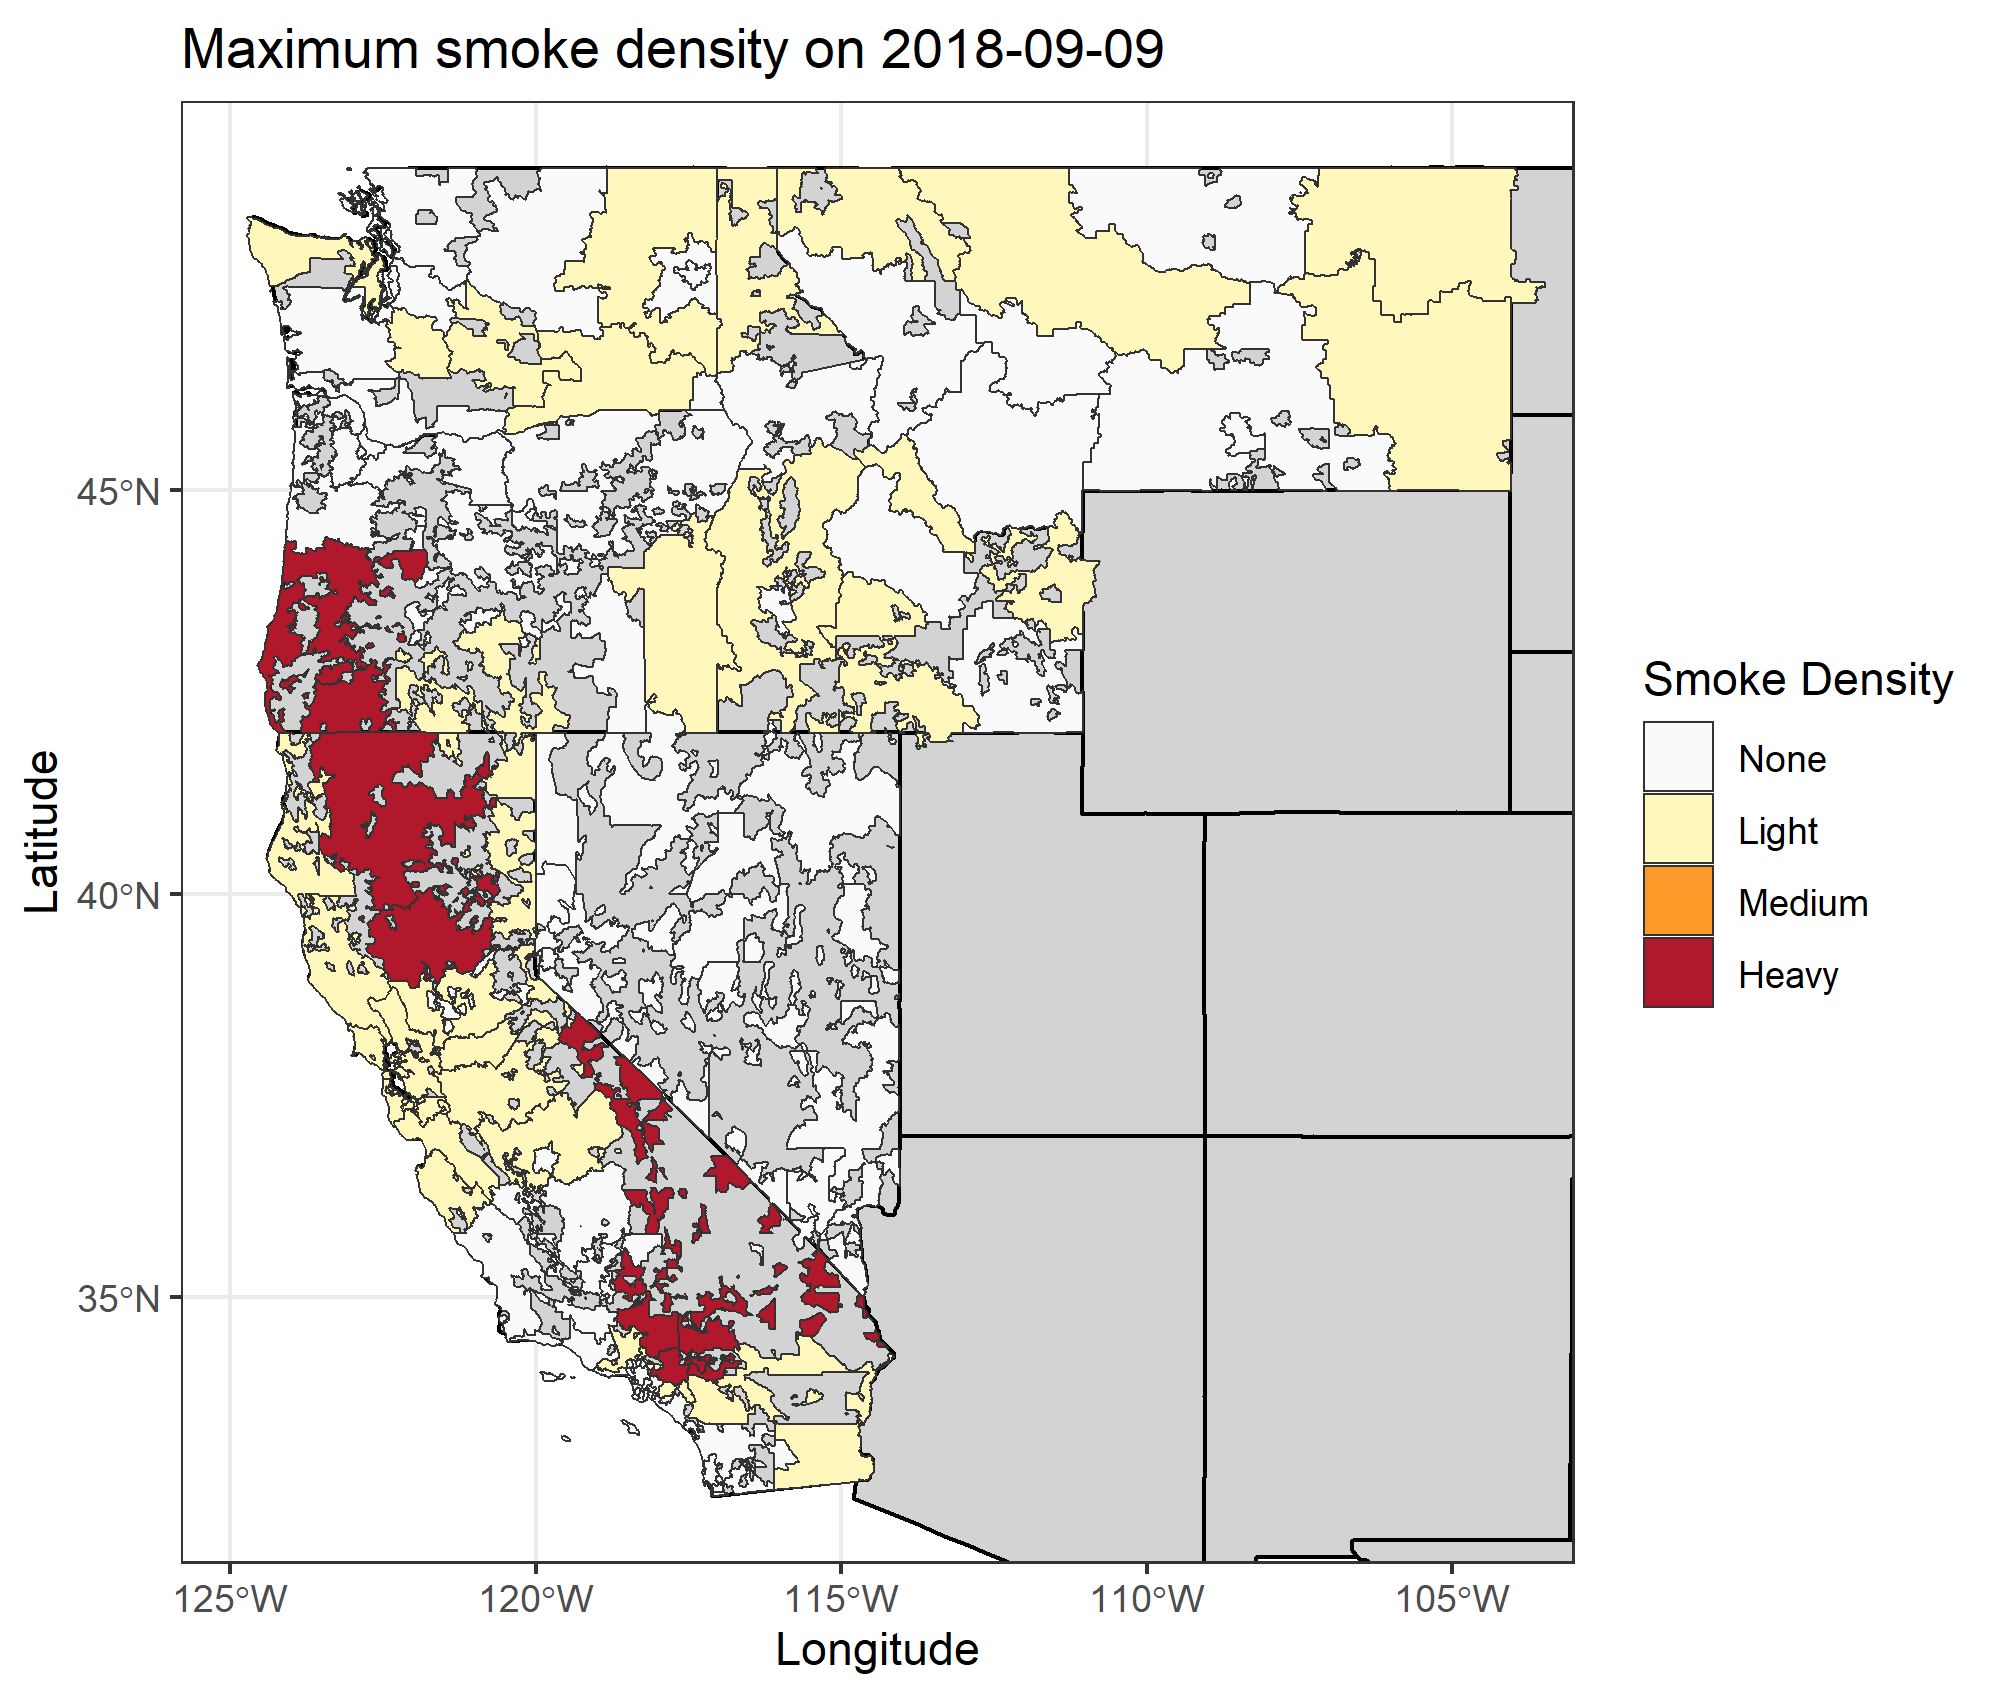 Maximum smoke density on 2018-09-09
45°N
40°N
35°N
Latitude
125°W
120°W
115°W
110°W
105°W
Longitude
Smoke Density
None
Light
Medium
Heavy